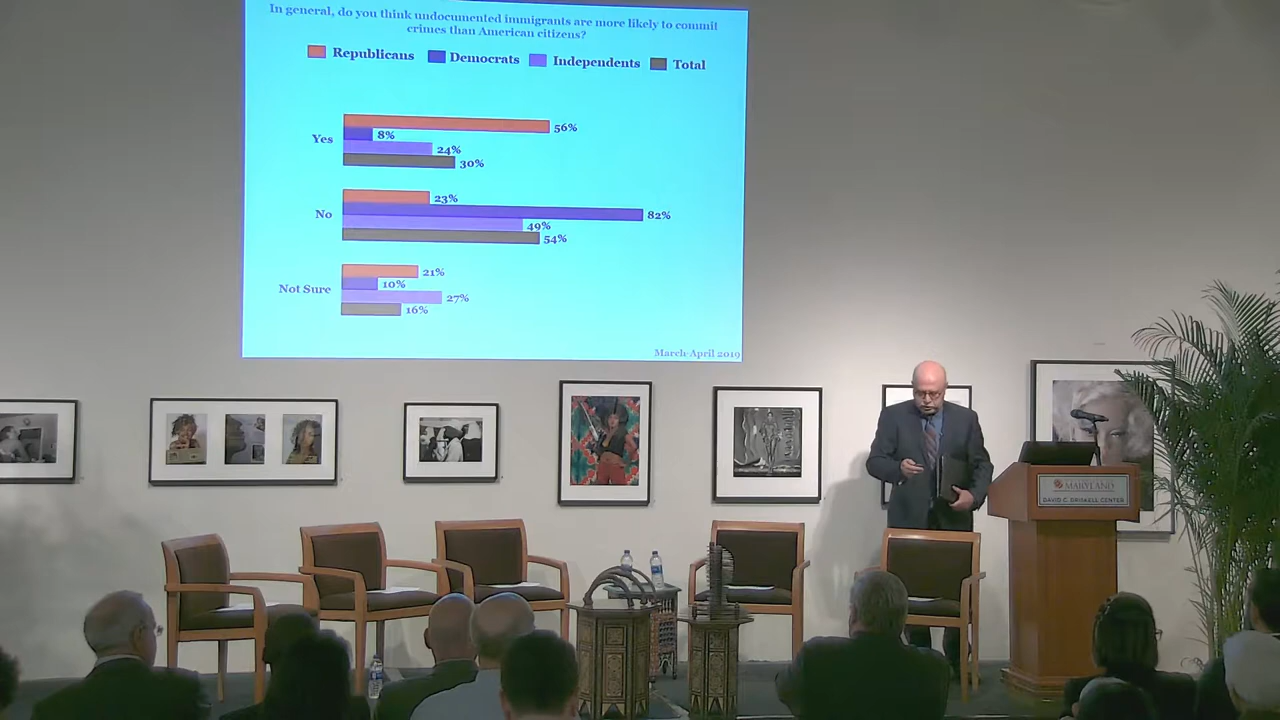 In general, do you think undocumented immigrants are more likely to commit
crimes than American citizens?
Republicans Democrats Independents Total
Yes
56%
8%
24%
30%
No
23%
82%
49%
54%
Not Sure
21%
10%
27%
16%
March-April 2019
MARYLAND
DAVID C. DRISKELL CENTER